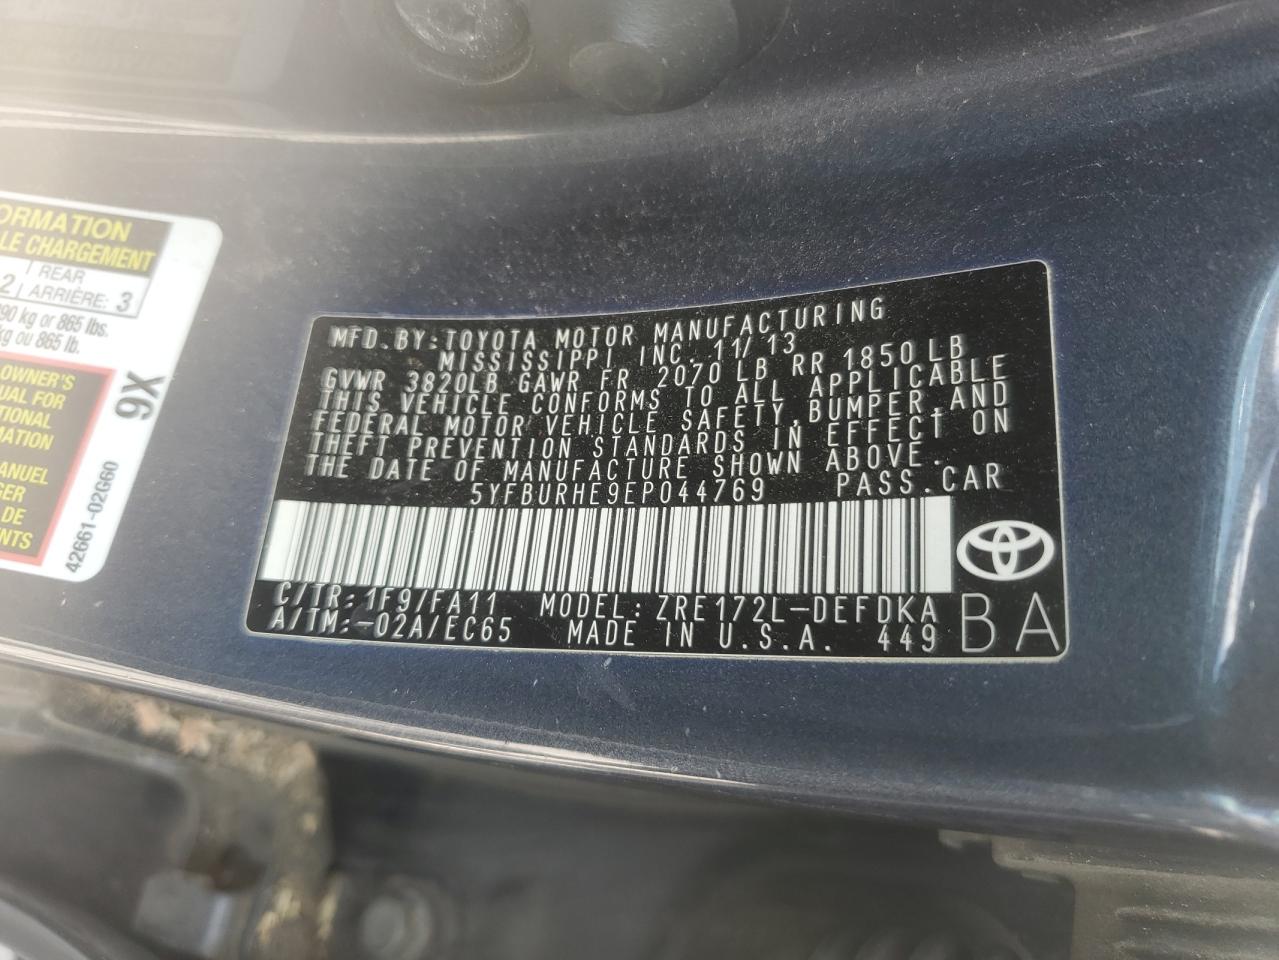 ORMATION
LE CHARGEMENT
2 REAR
ARRIÈRE: 3
90 kg or 865 lbs.
kg ou 865 lb.
OWNER'S
UAL FOR
TIONAL
MATION
ANUEL
GER
DE
NTS
9X
42661-02G60
MFD.BY:TOYOTA MOTOR MANUFACTURING
MISSISSIPPI INC. 11/13
GVWR 3820LB GAWR FR 2070 LB RR 1850LB
THIS VEHICLE CONFORMS TO ALL APPLICABLE
FEDERAL MOTOR VEHICLE SAFETY,BUMPER,AND
THEFT PREVENTION STANDARDS IN EFFECT ON
THE DATE OF MANUFACTURE SHOWN ABOVE.
5YFBURHE9EP044769 PASS.CAR
C/TR: 1F9/FA11 MODEL: ZRE172L-DEFDKA
A/TM:-02A/EC65 MADE IN U.S.A. 449 BA